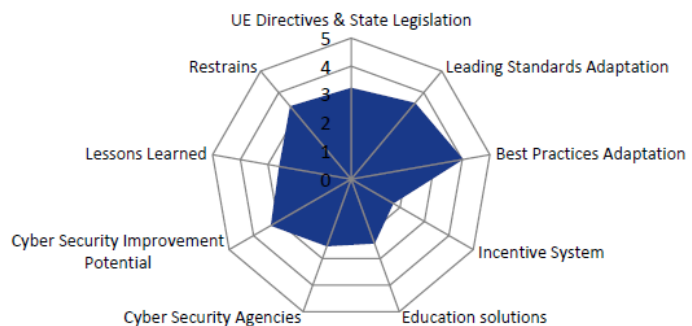 UE Directives & State Legislation
5
4
3
2
1
0
Leading Standards Adaptation
Best Practices Adaptation
Incentive System
Education solutions
Cyber Security Agencies
Cyber Security Improvement
Potential
Lessons Learned
Restrains